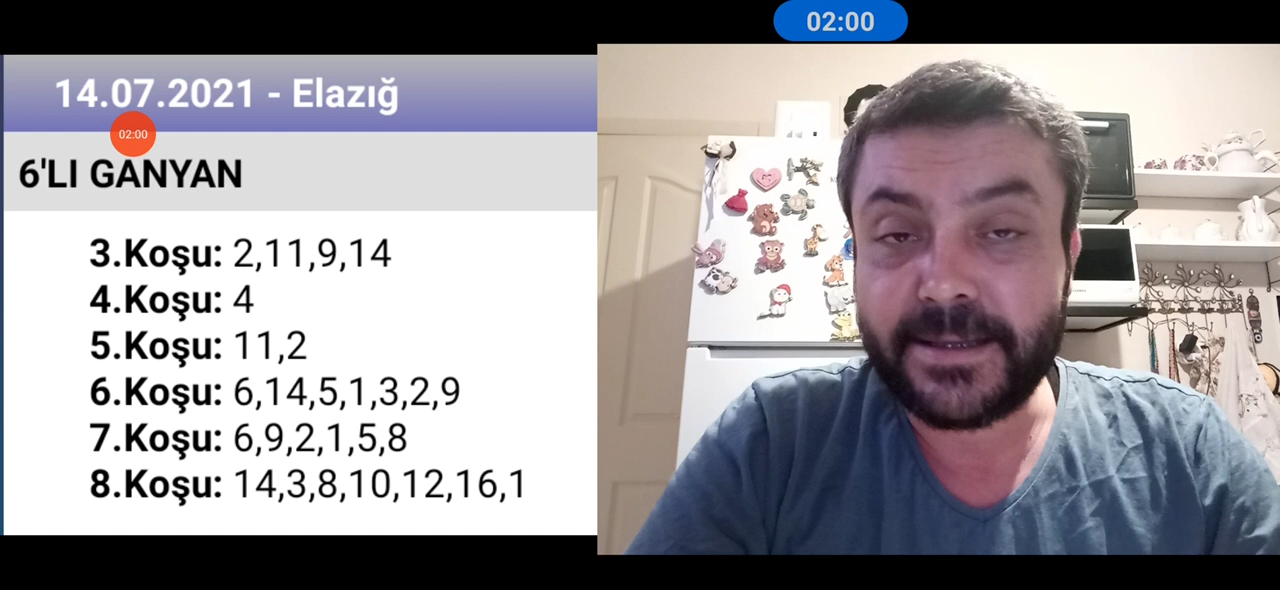 02:00
14.07.2021 - Elazığ
02:00
6'LI GANYAN
3.Koşu: 2,11,9,14
4.Koşu: 4
5.Koşu: 11,2
6.Koşu: 6,14,5,1,3,2,9
7.Koşu: 6,9,2,1,5,8
8.Koşu: 14,3,8,10,12,16,1